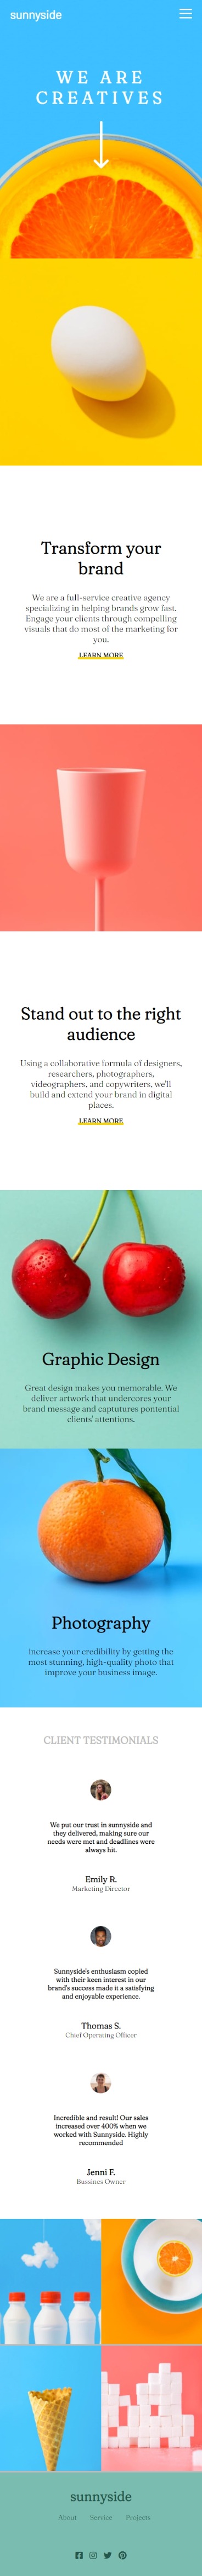 sunnyside
WE ARE
CREATIVES
Transform your
brand
We are a full-service creative agency
specializing in helping brands grow fast.
Engage your clients through compelling
visuals that do most of the marketing for
you.
LEARN MORE
Stand out to the right
audience
Using a collaborative formula of designers,
researchers, photographers,
videographers, and copywriters, we'll
build and extend your brand in digital
places.
LEARN MORE
Graphic Design
Great design makes you memorable. We
deliver artwork that undercores your
brand message and captutures pontential
clients' attentions.
Photography
increase your credibility by getting the
most stunning, high-quality photo that
improve your business image.
CLIENT TESTIMONIALS
We put our trust in sunnyside and
they delivered, making sure our
needs were met and deadlines were
always hit.
Emily R.
Marketing Director
Sunnyside's enthusiasm copled
with their keen interest in our
brand's success made it a satisfying
and enjoyable experience.
Thomas S.
Chief Operating Officer
Incredible end result! Our sales
increased over 400% when we
worked with Sunnyside. Highly
recommended
Jenni F.
Bussines Owner
sunnyside
About Service Projects